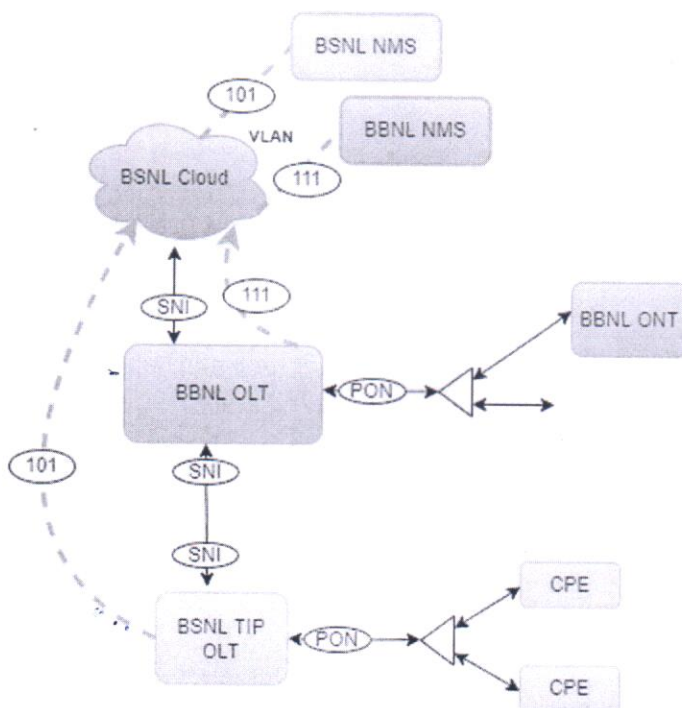 BSNL NMS
101
VLAN
BBNL NMS
BSNL Cloud
111
SNI
111
BBNL ONT
BBNL OLT
PON
101
SNI
SNI
CPE
BSNL TIP
OLT
PON
CPE